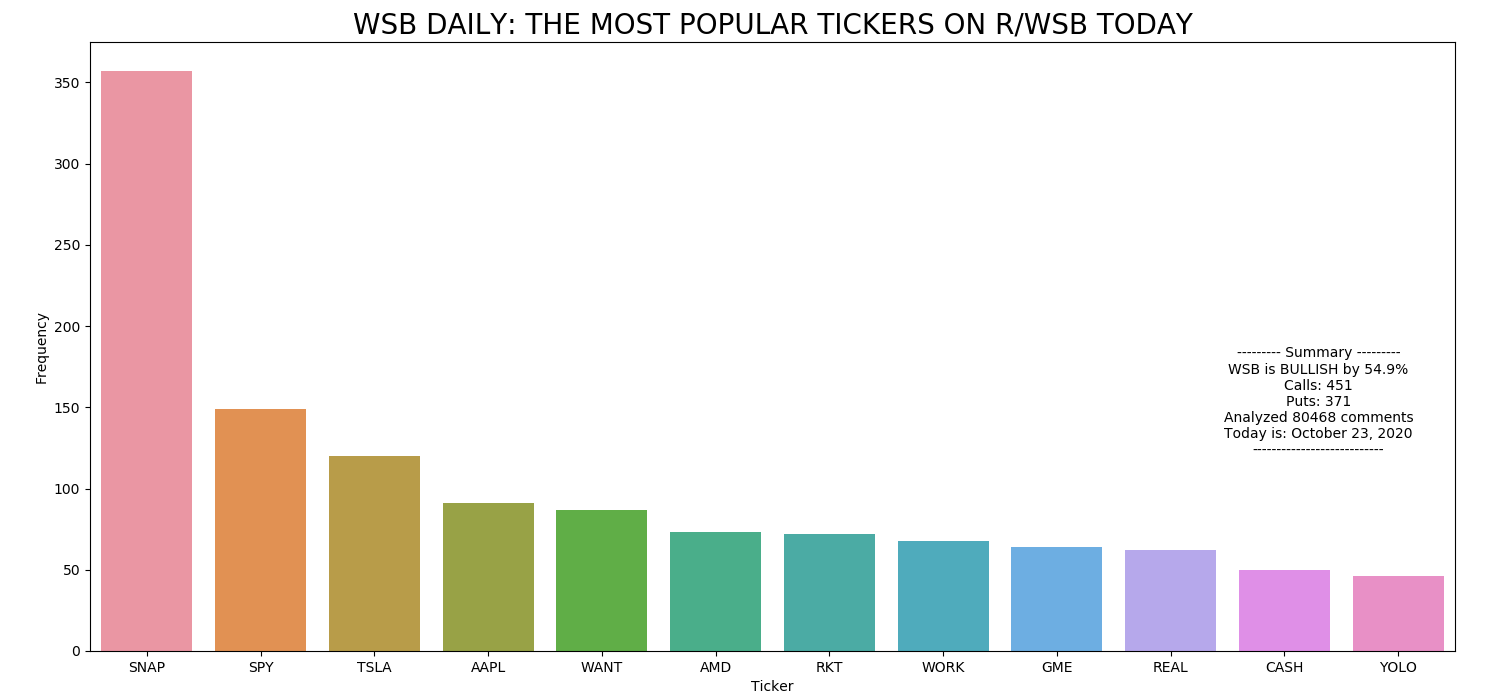 WSB DAILY: THE MOST POPULAR TICKERS ON R/WSB TODAY
350
300
250
200
150
100
50
0
Frequency
--------- Summary ---------
WSB is BULLISH by 54.9%
Calls: 451
Puts: 371
Analyzed 80468 comments
Today is: October 23, 2020
---------------------------
SNAP SPY TSLA AAPL WANT AMD RKT WORK GME REAL CASH YOLO
Ticker